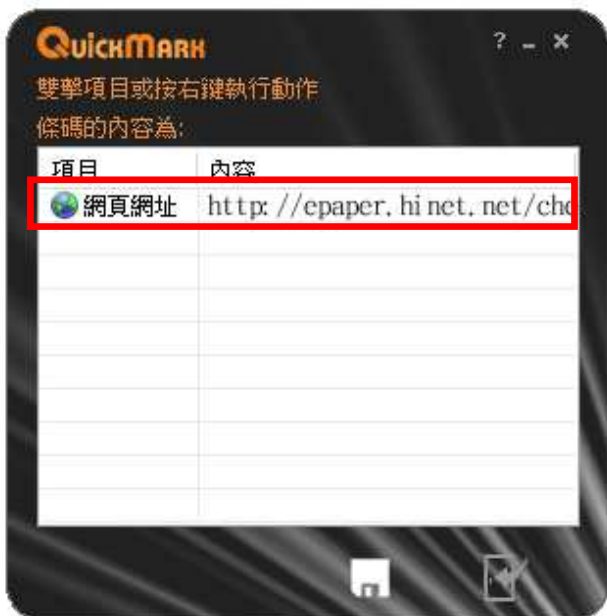 QuickMark ? - ×
雙擊項目或按右鍵執行動作
條碼的內容為:
項目 內容
網頁網址 http://epaper.hinet.net/che